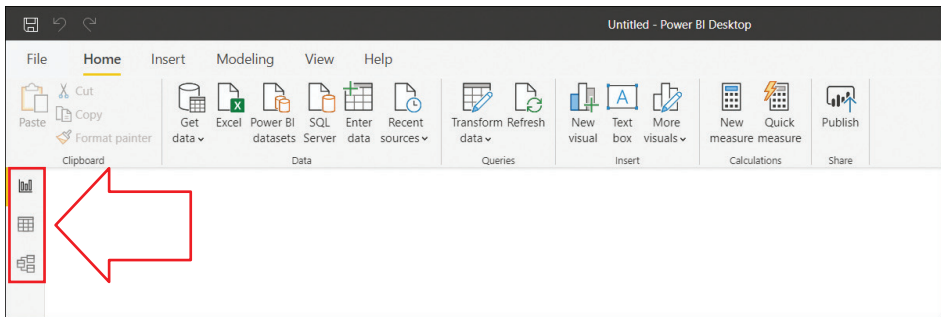 Untitled - Power BI Desktop
File Home Insert Modeling View Help
Paste
Cut
Copy
Format painter
Clipboard
Get data
Excel
Power BI datasets
SQL Server
Enter data
Recent sources
Data
Transform data
Refresh
Queries
New visual
A
Text box
More visuals
Insert
New measure
Quick measure
Calculations
Publish
Share